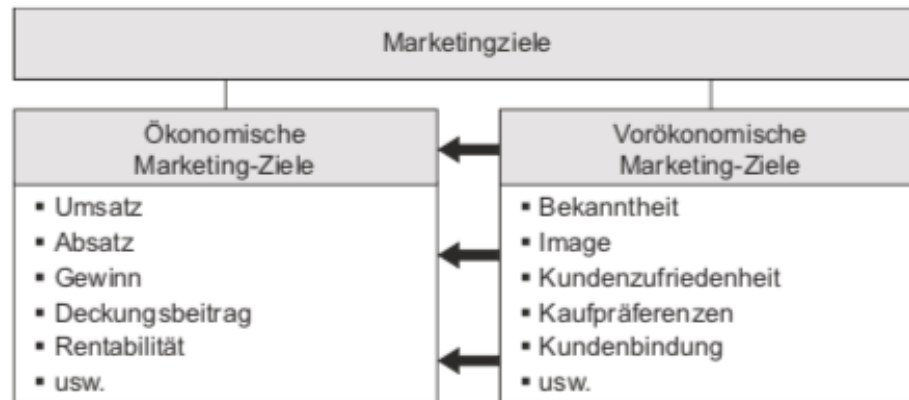 Marketingziele
Ökonomische
Marketing-Ziele
▪ Umsatz
▪ Absatz
▪ Gewinn
▪ Deckungsbeitrag
▪ Rentabilität
▪ usw.
Vorökonomische
Marketing-Ziele
▪ Bekanntheit
▪ Image
▪ Kundenzufriedenheit
▪ Kaufpräferenzen
▪ Kundenbindung
▪ usw.